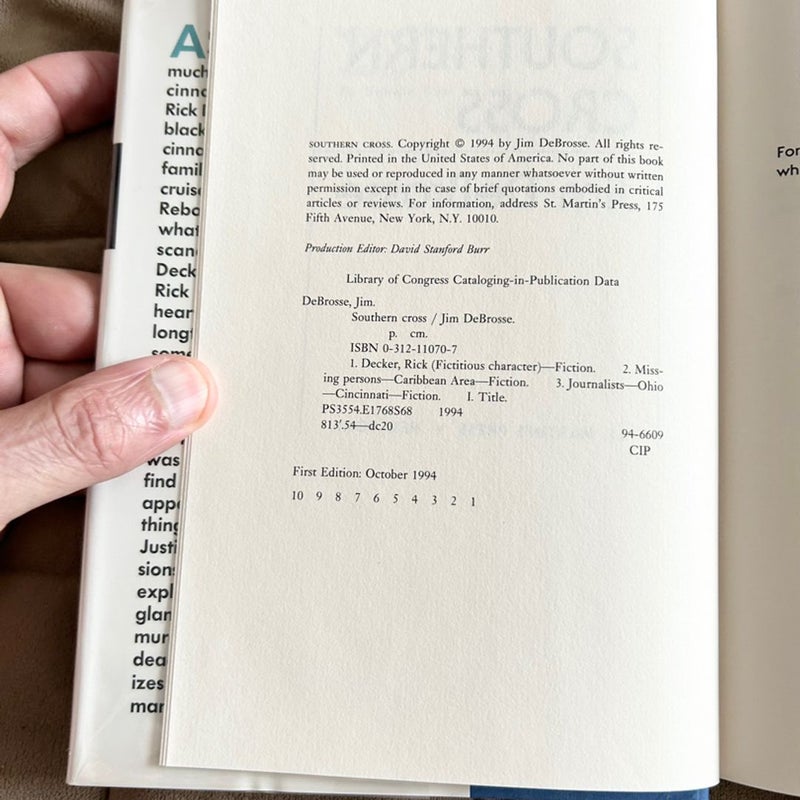 A
much
cinn
Rick
black
cinn
famil
cruis
Rebo
what
scan
Deck
Rick
hear
long
some
was
find
app
thing
Justi
sion
expl
glan
mur
dea
izes
mar
SOUTHERN
CROSS
SOUTHERN CROSS. Copyright © 1994 by Jim DeBrosse. All rights re-
served. Printed in the United States of America. No part of this book
may be used or reproduced in any manner whatsoever without written
permission except in the case of brief quotations embodied in critical
articles or reviews. For information, address St. Martin's Press, 175
Fifth Avenue, New York, N.Y. 10010.
Production Editor: David Stanford Burr
Library of Congress Cataloging-in-Publication Data
DeBrosse, Jim.
Southern cross / Jim DeBrosse.
p. cm.
ISBN 0-312-11070-7
1. Decker, Rick (Fictitious character)—Fiction. 2. Miss-
ing persons—Caribbean Area—Fiction. 3. Journalists—Ohio
—Cincinnati—Fiction. I. Title.
PS3554.E1768S68 1994
813'.54—dc20
94-6609
CIP
First Edition: October 1994
10 9 8 7 6 5 4 3 2 1
For
wh